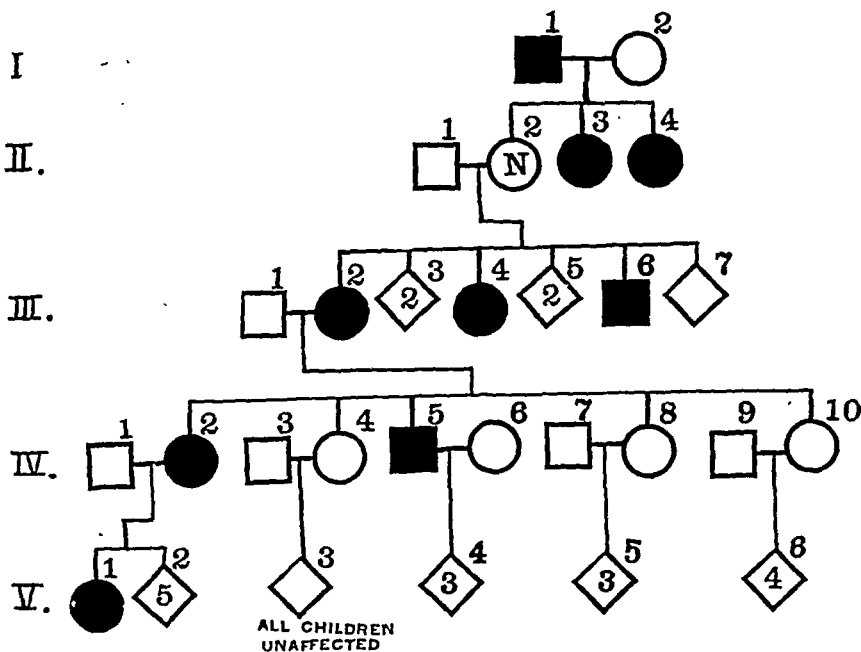 1 2
I
1 2 3 4
II. N
1 2 3 4 5 6 7
III. 2 2
1 2 3 4 5 6 7 8 9 10
IV.
1 2 3 4 5 6
V. 5 3 3 4
ALL CHILDREN
UNAFFECTED